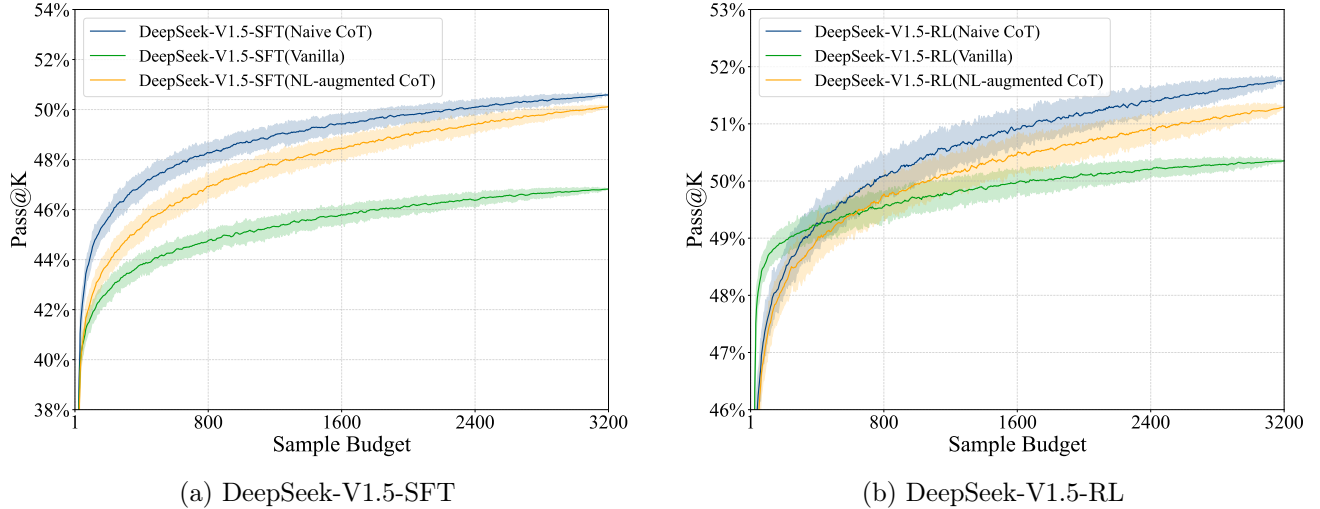 54%
52%
50%
48%
46%
44%
42%
40%
38%
Pass@K
DeepSeek-V1.5-SFT(Naive CoT)
DeepSeek-V1.5-SFT(Vanilla)
DeepSeek-V1.5-SFT(NL-augmented CoT)
1 800 1600 2400 3200
Sample Budget
(a) DeepSeek-V1.5-SFT
53%
52%
51%
50%
49%
48%
47%
46%
Pass@K
DeepSeek-V1.5-RL(Naive CoT)
DeepSeek-V1.5-RL(Vanilla)
DeepSeek-V1.5-RL(NL-augmented CoT)
1 800 1600 2400 3200
Sample Budget
(b) DeepSeek-V1.5-RL